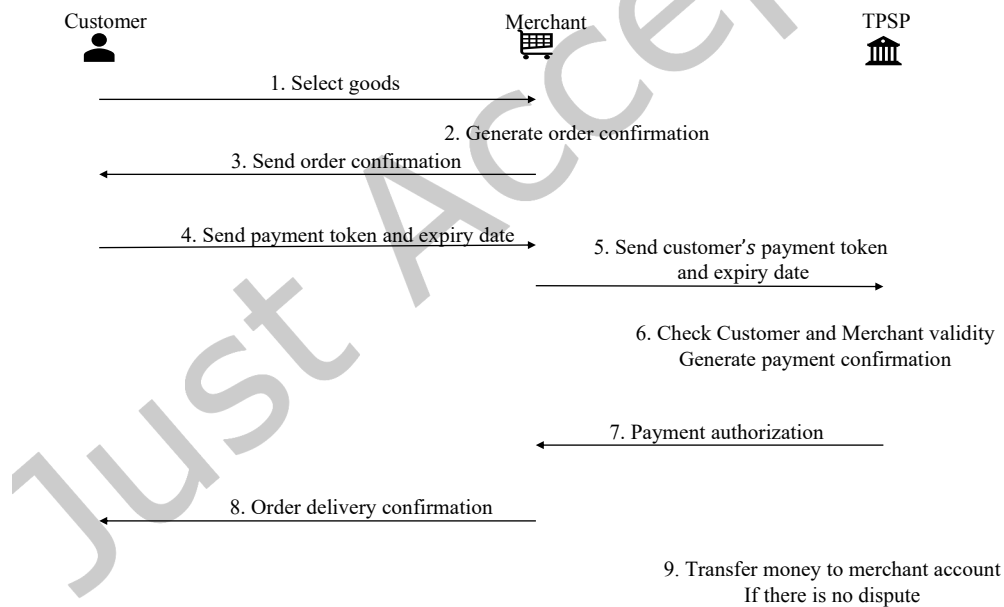 Customer
Merchant
TPSP
1. Select goods
2. Generate order confirmation
3. Send order confirmation
4. Send payment token and expiry date
5. Send customer's payment token
and expiry date
6. Check Customer and Merchant validity
Generate payment confirmation
7. Payment authorization
8. Order delivery confirmation
9. Transfer money to merchant account
If there is no dispute
Just Accep